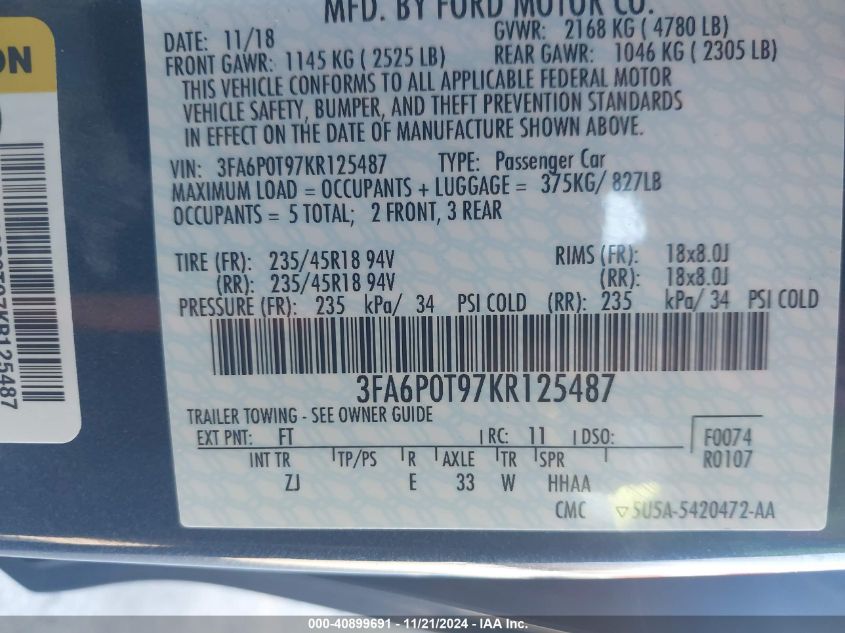 MFD. BY FORD MOTOR CO.
DATE: 11/18 GVWR: 2168 KG ( 4780 LB)
FRONT GAWR: 1145 KG ( 2525 LB) REAR GAWR: 1046 KG ( 2305 LB)
THIS VEHICLE CONFORMS TO ALL APPLICABLE FEDERAL MOTOR
VEHICLE SAFETY, BUMPER, AND THEFT PREVENTION STANDARDS
IN EFFECT ON THE DATE OF MANUFACTURE SHOWN ABOVE.
VIN: 3FA6P0T97KR125487 TYPE: Passenger Car
MAXIMUM LOAD = OCCUPANTS + LUGGAGE = 375KG/ 827LB
OCCUPANTS = 5 TOTAL; 2 FRONT, 3 REAR
TIRE (FR): 235/45R18 94V RIMS (FR): 18x8.0J
(RR): 235/45R18 94V (RR): 18x8.0J
PRESSURE (FR): 235 kPa/ 34 PSI COLD (RR): 235 kPa/ 34 PSI COLD
3FA6P0T97KR125487
TRAILER TOWING - SEE OWNER GUIDE
EXT PNT: FT RC: 11 DSO: F0074
INT TR TP/PS R AXLE TR SPR R0107
ZJ E 33 W HHAA
CMC ▽5U5A-5420472-AA
ON
000-40899691 - 11/21/2024 - IAA Inc.